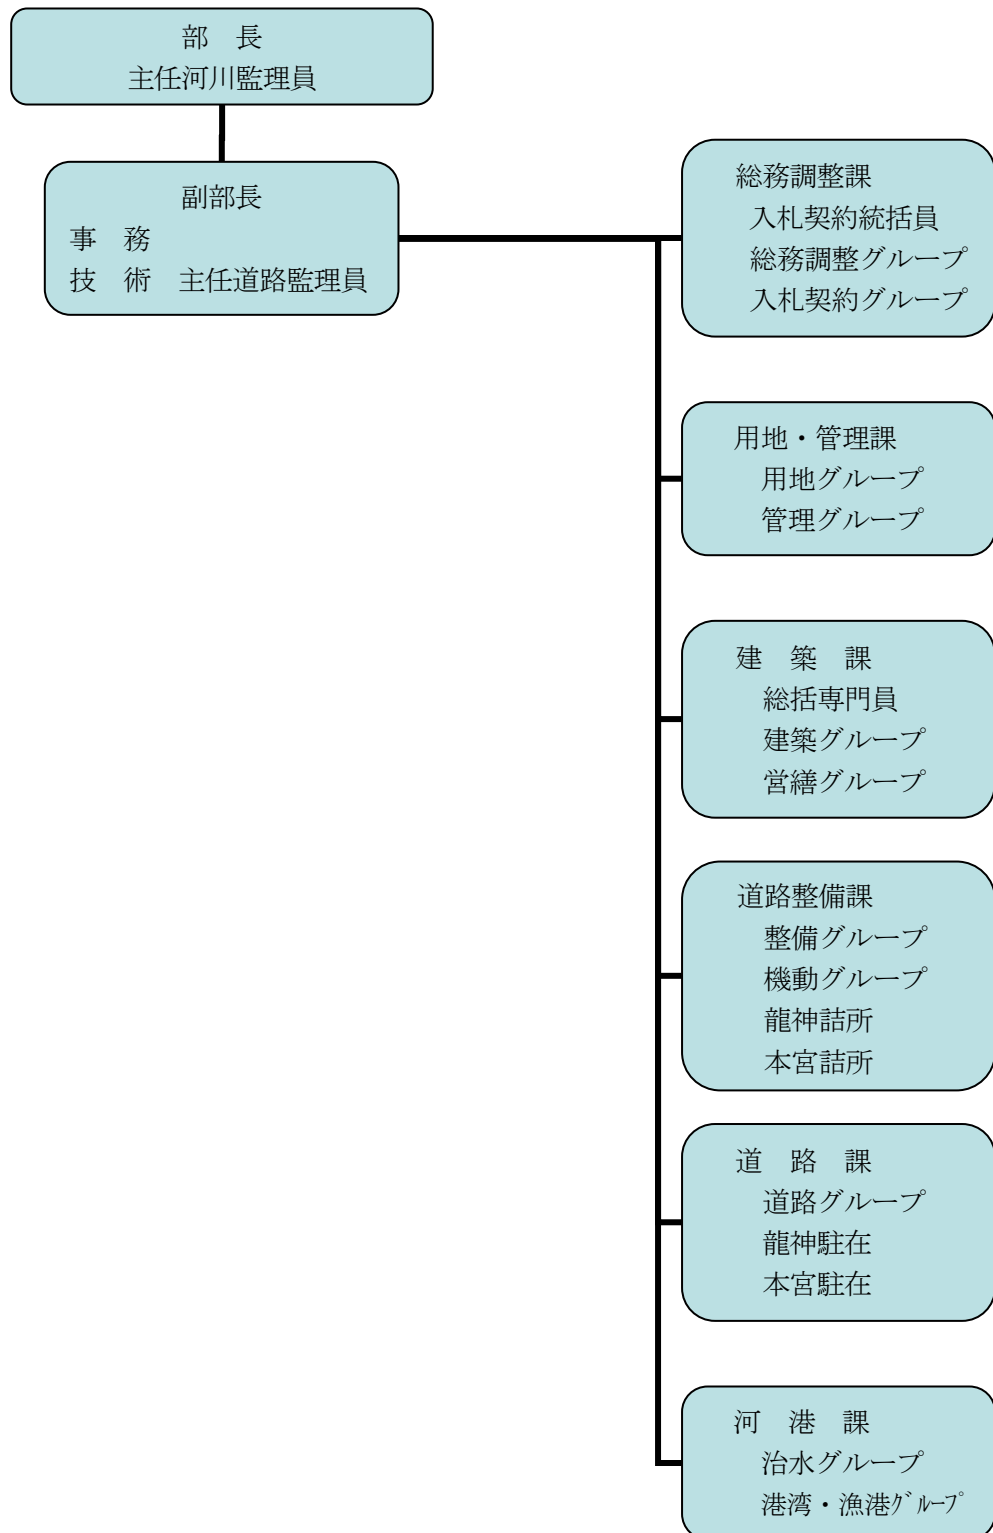 部　長
主任河川監理員
副部長
事　務
技　術　主任道路監理員
総務調整課
入札契約統括員
総務調整グループ
入札契約グループ
用地・管理課
用地グループ
管理グループ
建　築　課
総括専門員
建築グループ
営繕グループ
道路整備課
整備グループ
機動グループ
龍神詰所
本宮詰所
道　路　課
道路グループ
龍神駐在
本宮駐在
河　港　課
治水グループ
港湾・漁港ｸﾞﾙｰﾌﾟ